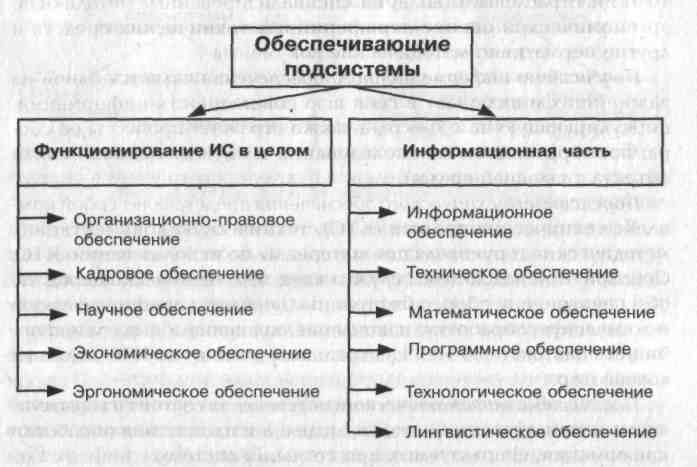 Обеспечивающие
подсистемы
Функционирование ИС в целом
Организационно-правовое
обеспечение
Кадровое обеспечение
Научное обеспечение
Экономическое обеспечение
Эргономическое обеспечение
Информационная часть
Информационное
обеспечение
Техническое обеспечение
Математическое обеспечение
Программное обеспечение
Технологическое обеспечение
Лингвистическое обеспечение